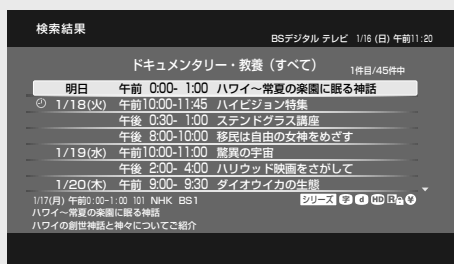 検索結果
BSデジタル テレビ 1/16 (日) 午前11:20
ドキュメンタリー・教養(すべて) 1件目/45件中
明日 午前 0:00- 1:00 ハワイ~常夏の楽園に眠る神話
1/18(火) 午前10:00-11:45 ハイビジョン特集
午後 0:30- 1:00 ステンドグラス講座
午後 8:00-10:00 移民は自由の女神をめざす
1/19(水) 午前10:00-11:00 驚異の宇宙
午後 2:00- 4:00 ハリウッド映画をさがして
1/20(木) 午前 9:00- 9:30 ダイオウイカの生態
1/17(月) 午前0:00-1:00 101 NHK BS1 シリーズ 字 d HD ¥
ハワイ~常夏の楽園に眠る神話
ハワイの創世神話と神々についてご紹介